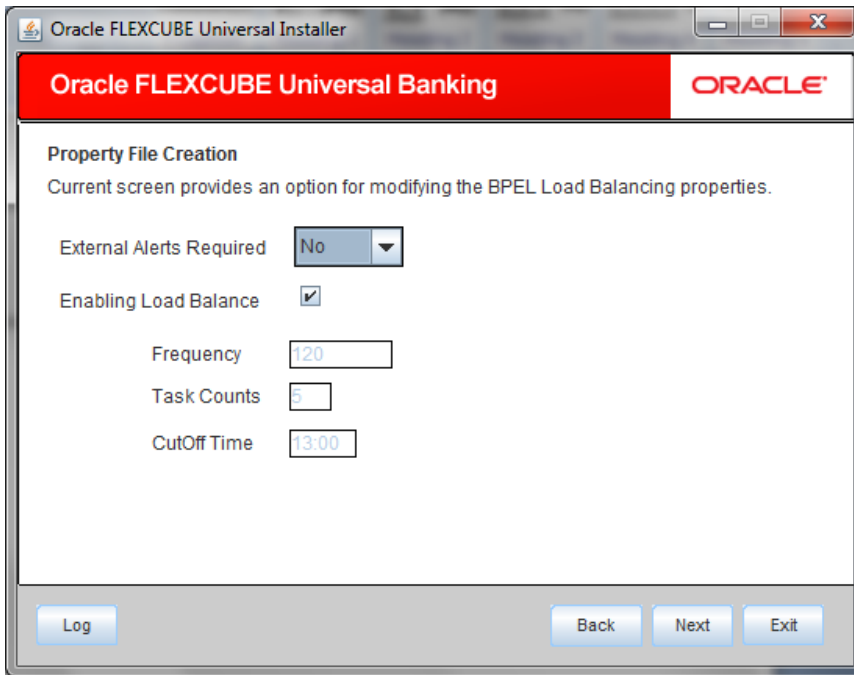 Oracle FLEXCUBE Universal Installer
Oracle FLEXCUBE Universal Banking
ORACLE
Property File Creation
Current screen provides an option for modifying the BPEL Load Balancing properties.
External Alerts Required No
Enabling Load Balance
Frequency 120
Task Counts 5
CutOff Time 13:00
Log Back Next Exit